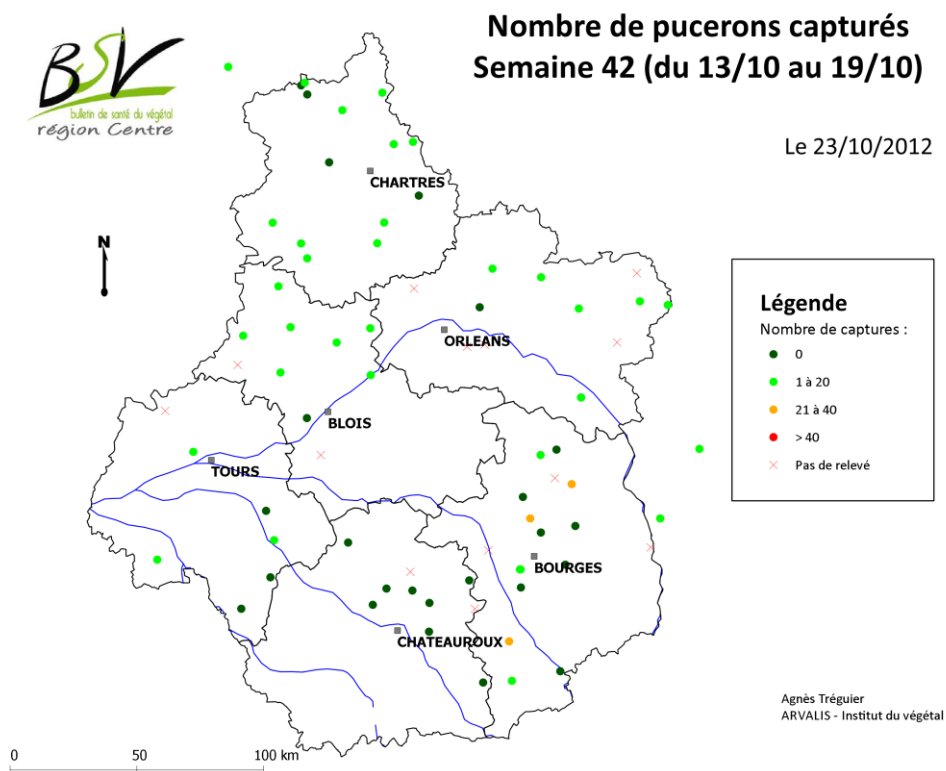 BSV
bulletin de santé du végétal
région Centre
Nombre de pucerons capturés
Semaine 42 (du 13/10 au 19/10)
Le 23/10/2012
N
CHARTRES
ORLEANS
BLOIS
TOURS
BOURGES
CHATEAUROUX
Légende
Nombre de captures :
0
1 à 20
21 à 40
> 40
Pas de relevé
Agnès Tréguier
ARVALIS - Institut du végétal
0 50 100 km